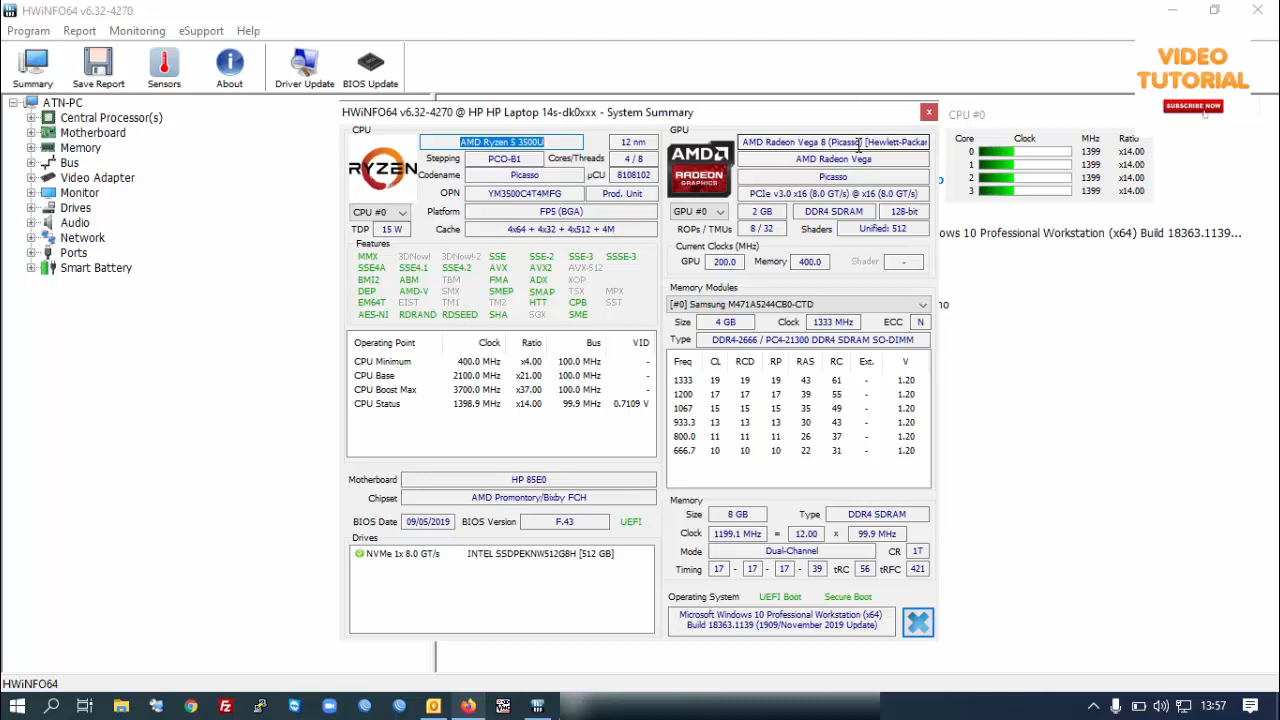 HWiNFO64 v6.32-4270
Program Report Monitoring eSupport Help
Summary Save Report Sensors About Driver Update BIOS Update
VIDEO
TUTORIAL
SUBSCRIBE NOW
ATN-PC
Central Processor(s)
Motherboard
Memory
Bus
Video Adapter
Monitor
Drives
Audio
Network
Ports
Smart Battery
HWiNFO64 v6.32-4270 @ HP HP Laptop 14s-dk0xxx - System Summary
CPU
AMD Ryzen 5 3500U 12 nm
RYZEN
Stepping PCO-B1 Cores/Threads 4 / 8
Codename Picasso µCU 8108102
OPN YM3500C4T4MFG Prod. Unit
CPU #0 Platform FP5 (BGA)
TDP 15 W Cache 4x64 + 4x32 + 4x512 + 4M
Features
MMX 3DNow! 3DNow!-2 SSE SSE-2 SSE-3 SSSE-3
SSE4A SSE4.1 SSE4.2 AVX AVX2 AVX-512
BMI2 ABM TBM FMA ADX XOP
DEP AMD-V SMX SMEP SMAP TSX MPX
EM64T EIST TM1 TM2 HTT CPB SST
AES-NI RDRAND RDSEED SHA SGX SME
Operating Point Clock Ratio Bus VID
CPU Minimum 400.0 MHz x4.00 100.0 MHz -
CPU Base 2100.0 MHz x21.00 100.0 MHz -
CPU Boost Max 3700.0 MHz x37.00 100.0 MHz -
CPU Status 1398.9 MHz x14.00 99.9 MHz 0.7109 V
Motherboard HP 85E0
Chipset AMD Promontory/Bixby FCH
BIOS Date 09/05/2019 BIOS Version F.43 UEFI
Drives
NVMe 1x 8.0 GT/s INTEL SSDPEKNW512G8H [512 GB]
GPU
AMD Radeon Vega 8 (Picasso) [Hewlett-Packar
AMD Radeon Vega
AMD
RADEON
GRAPHICS
Picasso
PCIe v3.0 x16 (8.0 GT/s) @ x16 (8.0 GT/s)
GPU #0 2 GB DDR4 SDRAM 128-bit
ROPs / TMUs 8 / 32 Shaders Unified: 512
Current Clocks (MHz)
GPU 200.0 Memory 400.0 Shader -
Memory Modules
[#0] Samsung M471A5244CB0-CTD
Size 4 GB Clock 1333 MHz ECC N
Type DDR4-2666 / PC4-21300 DDR4 SDRAM SO-DIMM
Freq CL RCD RP RAS RC Ext. V
1333 19 19 19 43 61 - 1.20
1200 17 17 17 39 55 - 1.20
1067 15 15 15 35 49 - 1.20
933.3 13 13 13 30 43 - 1.20
800.0 11 11 11 26 37 - 1.20
666.7 10 10 10 22 31 - 1.20
Memory
Size 8 GB Type DDR4 SDRAM
Clock 1199.1 MHz = 12.00 x 99.9 MHz
Mode Dual-Channel CR 1T
Timing 17 - 17 - 17 - 39 tRC 56 tRFC 421
Operating System UEFI Boot Secure Boot
Microsoft Windows 10 Professional Workstation (x64)
Build 18363.1139 (1909/November 2019 Update)
CPU #0
Core Clock MHz Ratio
0 1399 x14.00
1 1399 x14.00
2 1399 x14.00
3 1399 x14.00
ows 10 Professional Workstation (x64) Build 18363.1139...
no
HWiNFO64
13:57